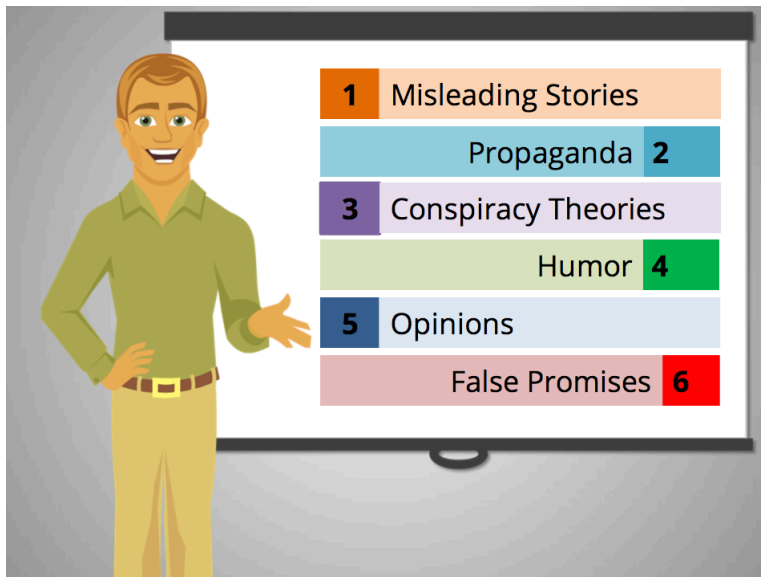 1 Misleading Stories
Propaganda 2
3 Conspiracy Theories
Humor 4
5 Opinions
False Promises 6